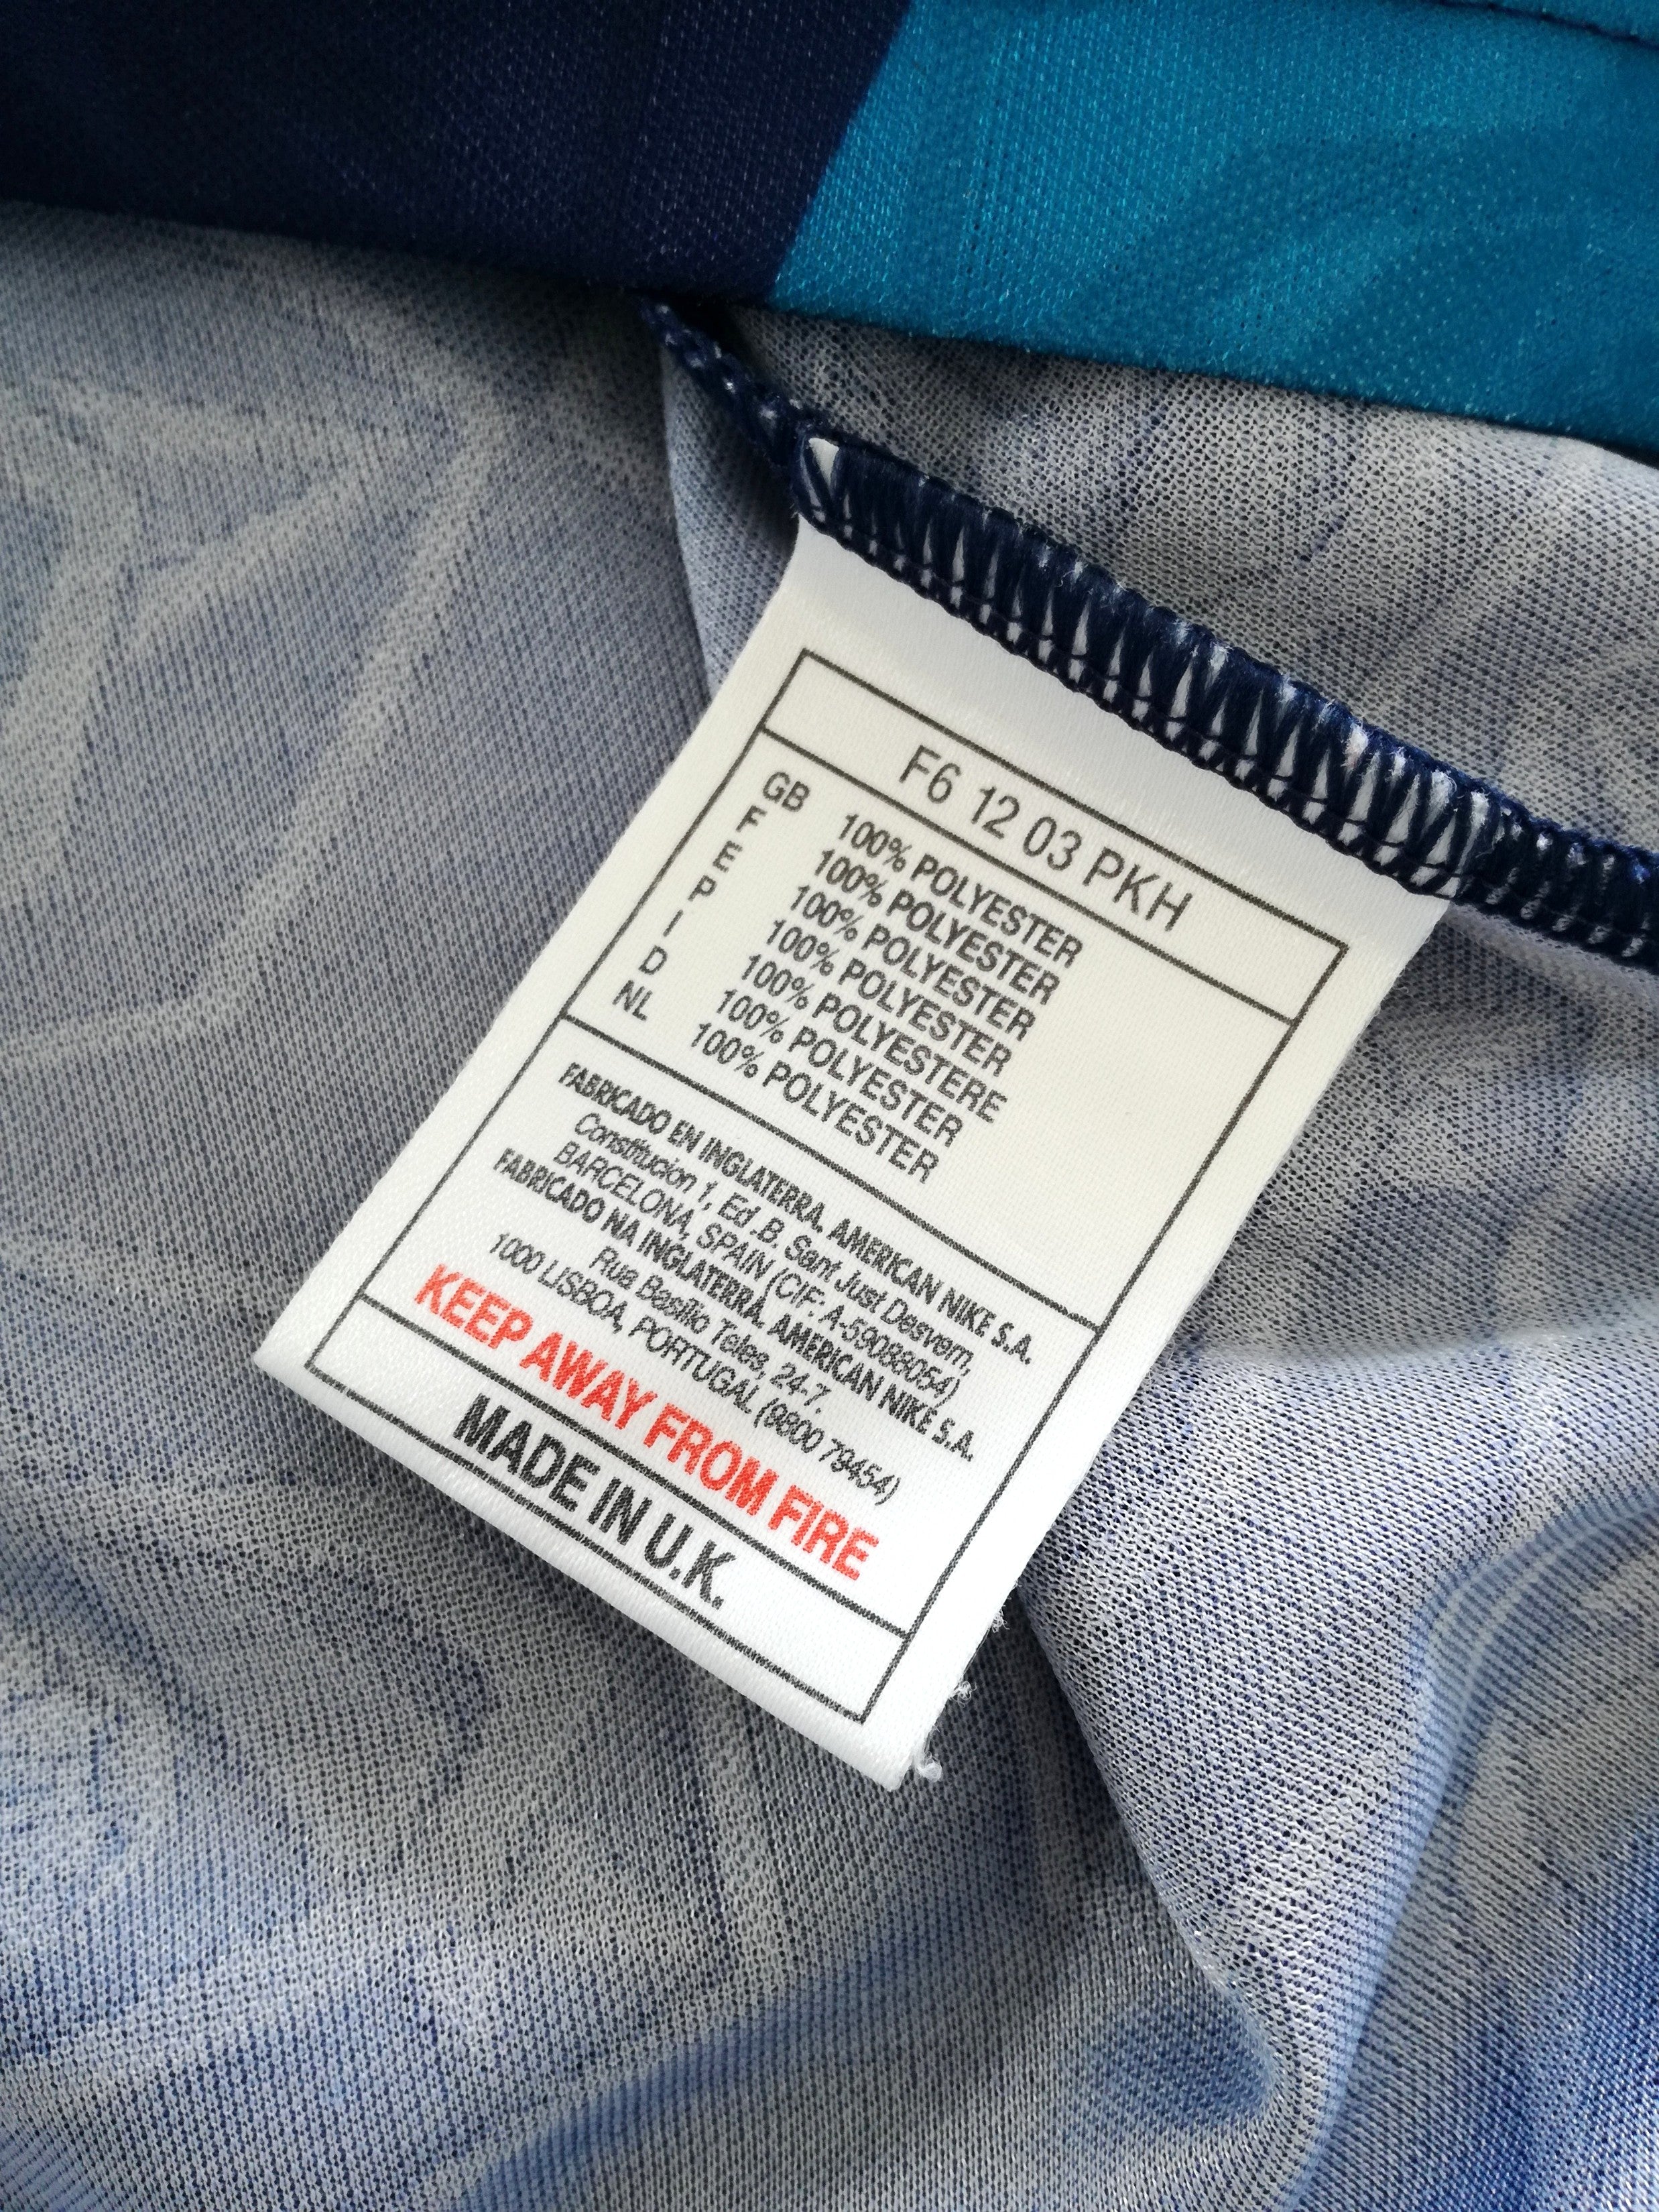 F6 12 03 PKH
GB 100% POLYESTER
F 100% POLYESTER
E 100% POLYESTER
P 100% POLYESTER
I 100% POLYESTERE
D 100% POLYESTER
NL 100% POLYESTER
FABRICADO EN INGLATERRA. AMERICAN NIKE S.A.
Constitucion 1, Ed .B. Sant Just Desvern,
BARCELONA, SPAIN (CIF: A-59088054)
FABRICADO NA INGLATERRA. AMERICAN NIKE S.A.
Rua Basilio Teles, 24-7,
1000 LISBOA, PORTUGAL (9800 79454)
KEEP AWAY FROM FIRE
MADE IN U.K.